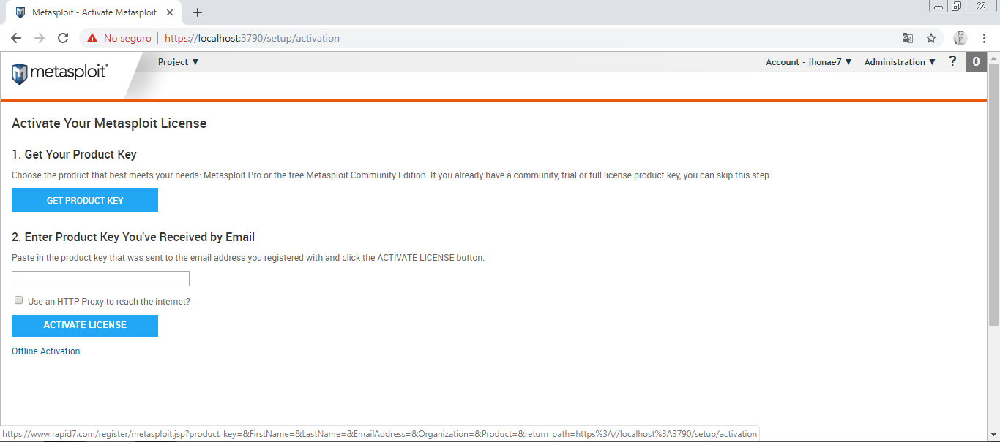 Metasploit - Activate Metasploit
No seguro https://localhost:3790/setup/activation
metasploit®
Project ▼ Account - jhonae7 ▼ Administration ▼ ? 0
Activate Your Metasploit License
1. Get Your Product Key
Choose the product that best meets your needs: Metasploit Pro or the free Metasploit Community Edition. If you already have a community, trial or full license product key, you can skip this step.
GET PRODUCT KEY
2. Enter Product Key You've Received by Email
Paste in the product key that was sent to the email address you registered with and click the ACTIVATE LICENSE button.
Use an HTTP Proxy to reach the internet?
ACTIVATE LICENSE
Offline Activation
https://www.rapid7.com/register/metasploit.jsp?product_key=&FirstName=&LastName=&EmailAddress=&Organization=&Product=&return_path=https%3A//localhost%3A3790/setup/activation